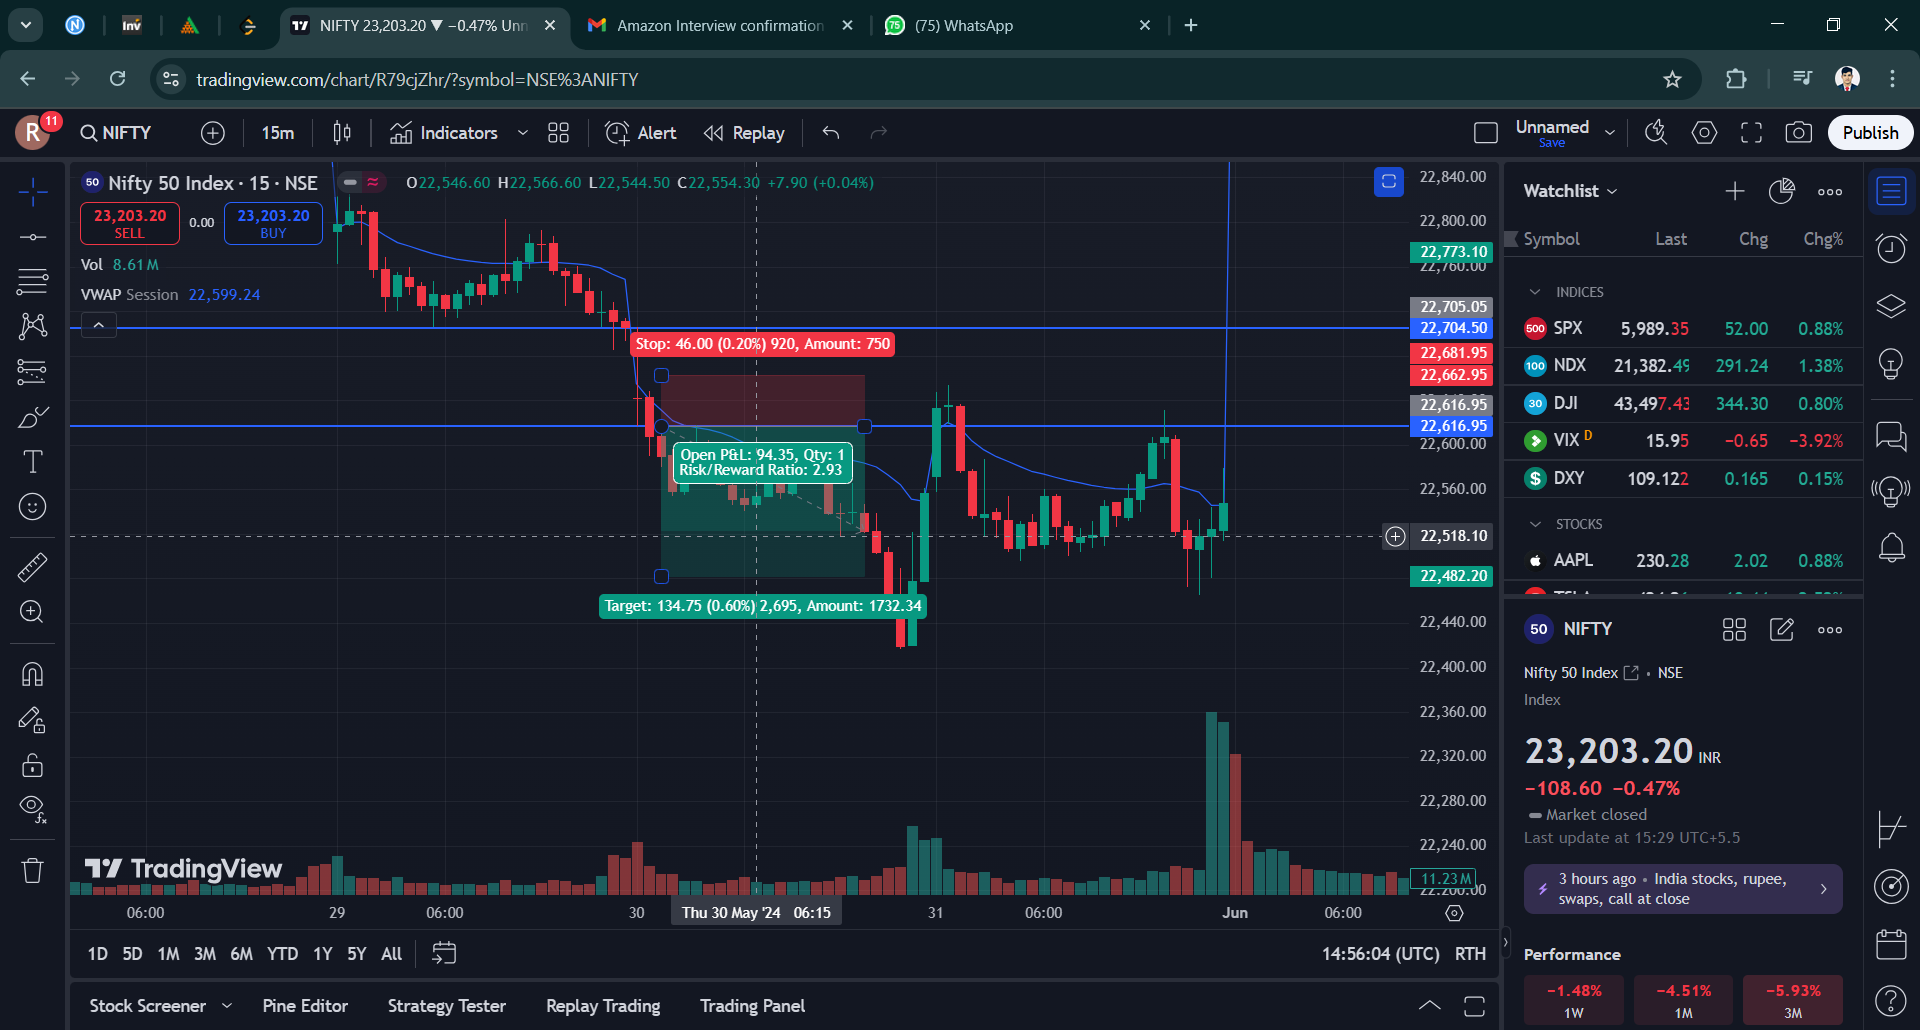 NIFTY 23,203.20 ▼ −0.47% Unn
Amazon Interview confirmation
(75) WhatsApp
tradingview.com/chart/R79cjZhr/?symbol=NSE%3ANIFTY
R
11
NIFTY
15m
Indicators
Alert
Replay
Unnamed
Save
Publish
50 Nifty 50 Index · 15 · NSE
O22,546.60 H22,566.60 L22,544.50 C22,554.30 +7.90 (+0.04%)
23,203.20
SELL
0.00
23,203.20
BUY
Vol 8.61 M
VWAP Session 22,599.24
Stop: 46.00 (0.20%) 920, Amount: 750
Open P&L: 94.35, Qty: 1
Risk/Reward Ratio: 2.93
Target: 134.75 (0.60%) 2,695, Amount: 1732.34
22,840.00
22,800.00
22,773.10
22,760.00
22,705.05
22,704.50
22,681.95
22,662.95
22,616.95
22,616.95
22,600.00
22,560.00
22,518.10
22,482.20
22,440.00
22,400.00
22,360.00
22,320.00
22,280.00
22,240.00
11.23 M
22,200.00
TradingView
06:00
29
06:00
30
Thu 30 May '24 06:15
31
06:00
Jun
06:00
1D 5D 1M 3M 6M YTD 1Y 5Y All
14:56:04 (UTC) RTH
Stock Screener
Pine Editor
Strategy Tester
Replay Trading
Trading Panel
Watchlist
Symbol Last Chg Chg%
INDICES
500 SPX 5,989.35 52.00 0.88%
100 NDX 21,382.49 291.24 1.38%
30 DJI 43,497.43 344.30 0.80%
VIX D 15.95 −0.65 −3.92%
$ DXY 109.122 0.165 0.15%
STOCKS
AAPL 230.28 2.02 0.88%
50 NIFTY
Nifty 50 Index • NSE
Index
23,203.20 INR
−108.60 −0.47%
Market closed
Last update at 15:29 UTC+5.5
3 hours ago • India stocks, rupee,
swaps, call at close
Performance
−1.48%
1W
−4.51%
1M
−5.93%
3M